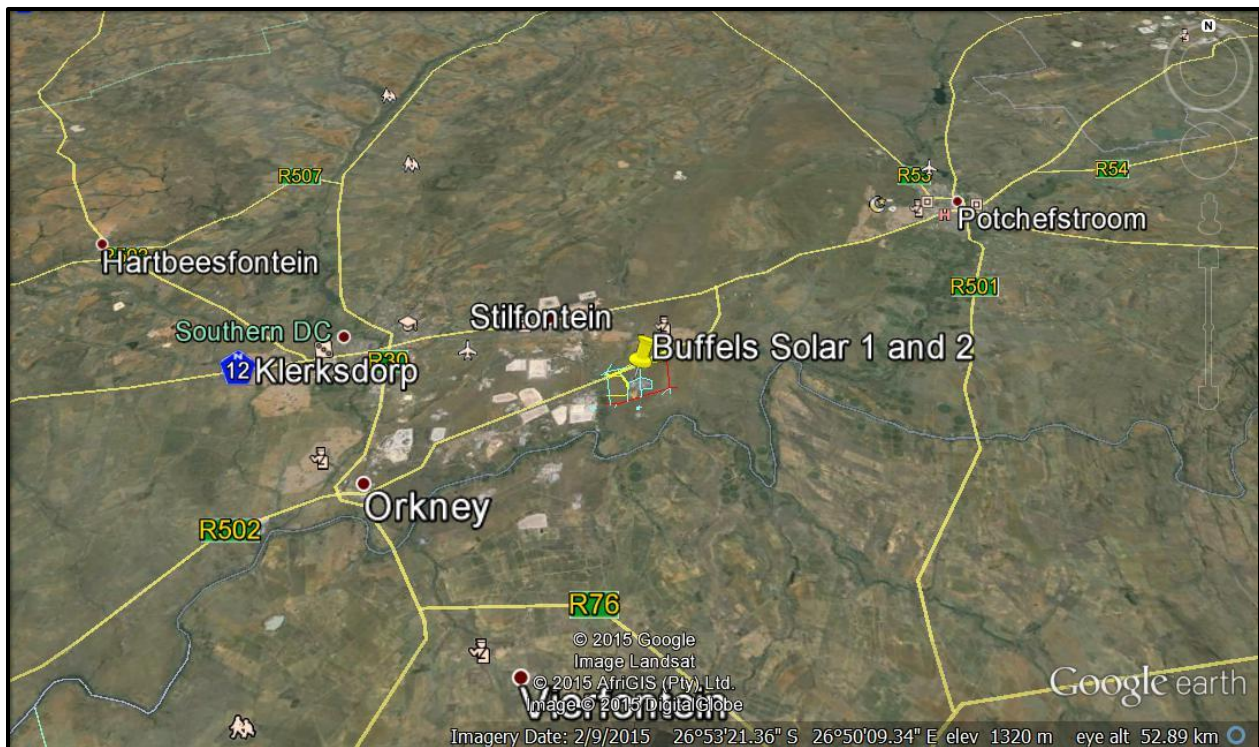 N
R507
R53
R54
Potchefstroom
Hartbeesfontein
R501
Stilfontein
Southern DC
Buffels Solar 1 and 2
R30
N
12
Klerksdorp
H
Orkney
R502
R76
© 2015 Google
Image Landsat
© 2015 AfriGIS (Pty) Ltd.
Image © 2015 DigitalGlobe
Vierfontein
Google earth
Imagery Date: 2/9/2015 26°53'21.36" S 26°50'09.34" E elev 1320 m eye alt 52.89 km